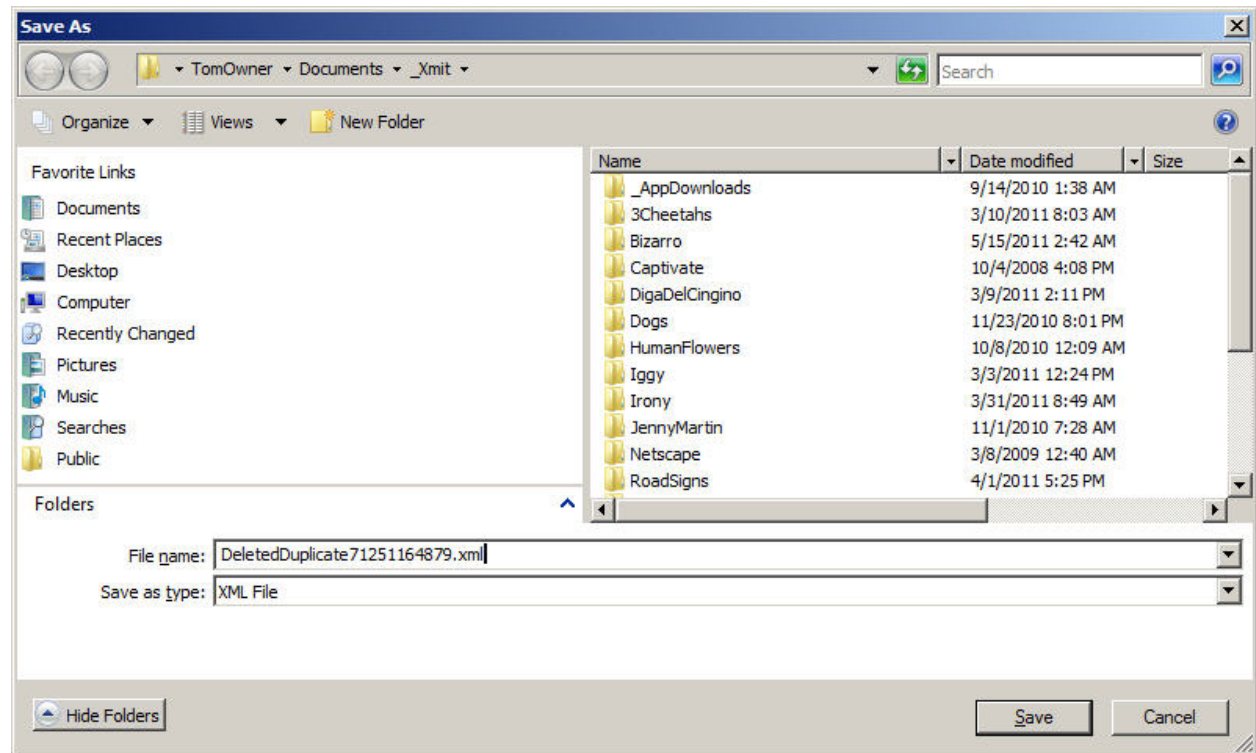 Save As
TomOwner Documents _Xmit
Search
Organize Views New Folder
Favorite Links
Documents
Recent Places
Desktop
Computer
Recently Changed
Pictures
Music
Searches
Public
Folders
Name Date modified Size
_AppDownloads 9/14/2010 1:38 AM
3Cheetahs 3/10/2011 8:03 AM
Bizarro 5/15/2011 2:42 AM
Captivate 10/4/2008 4:08 PM
DigaDelCingino 3/9/2011 2:11 PM
Dogs 11/23/2010 8:01 PM
HumanFlowers 10/8/2010 12:09 AM
Iggy 3/3/2011 12:24 PM
Irony 3/31/2011 8:49 AM
JennyMartin 11/1/2010 7:28 AM
Netscape 3/8/2009 12:40 AM
RoadSigns 4/1/2011 5:25 PM
File name: DeletedDuplicate71251164879.xml
Save as type: XML File
Hide Folders
Save
Cancel